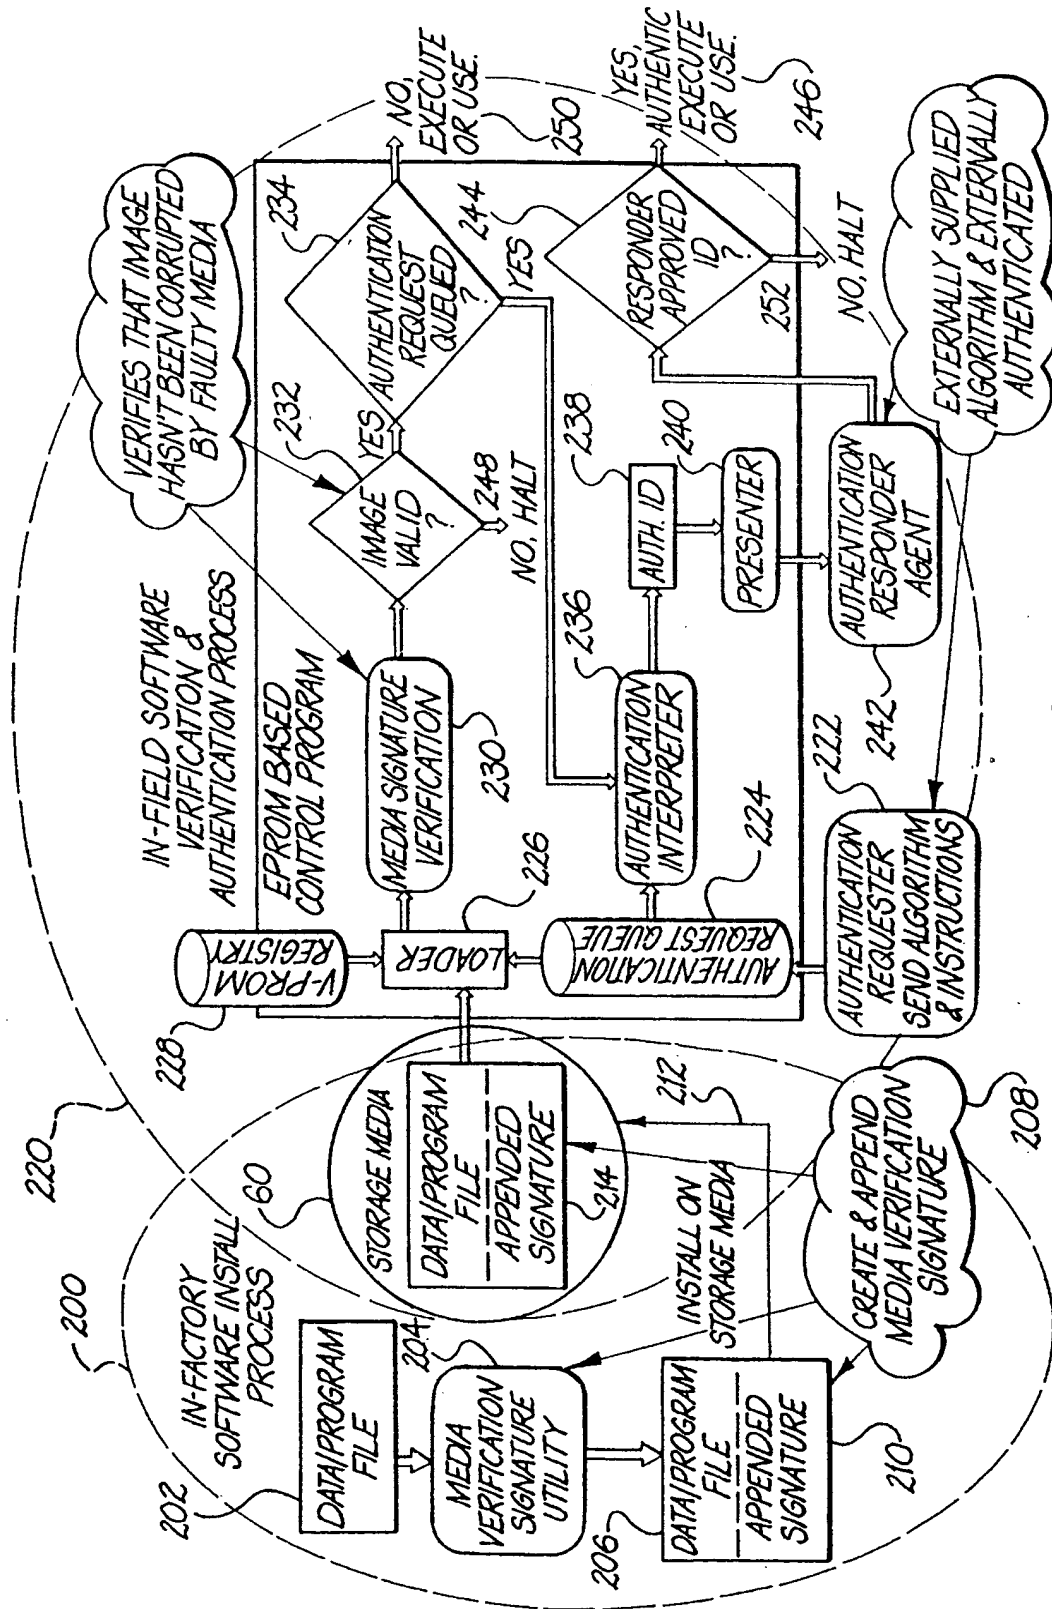 220
200
IN-FACTORY
SOFTWARE INSTALL
PROCESS
202
DATA/PROGRAM
FILE
204
MEDIA
VERIFICATION
SIGNATURE
UTILITY
206
DATA/PROGRAM
FILE
APPENDED
SIGNATURE
210
INSTALL ON
STORAGE MEDIA
212
CREATE & APPEND
MEDIA VERIFICATION
SIGNATURE
208
60
STORAGE MEDIA
DATA/PROGRAM
FILE
APPENDED
SIGNATURE
214
IN-FIELD SOFTWARE
VERIFICATION &
AUTHENTICATION PROCESS
EPROM BASED
CONTROL PROGRAM
228
V-PROM
REGISTRY
LOADER
226
AUTHENTICATION
REQUEST QUEUE
224
AUTHENTICATION
REQUESTER
SEND ALGORITHM
& INSTRUCTIONS
222
MEDIA SIGNATURE
VERIFICATION
230
VERIFIES THAT IMAGE
HASN'T BEEN CORRUPTED
BY FAULTY MEDIA
IMAGE
VALID
?
232
YES
248
NO, HALT
AUTHENTICATION
REQUEST
QUEUED
?
234
YES
NO,
EXECUTE
OR USE.
250
AUTHENTICATION
INTERPRETER
236
AUTH. ID
238
PRESENTER
240
AUTHENTICATION
RESPONDER
AGENT
242
RESPONDER
APPROVED
ID
?
244
YES,
AUTHENTIC
EXECUTE
OR USE.
246
252
NO, HALT
EXTERNALLY SUPPLIED
ALGORITHM & EXTERNALLY
AUTHENTICATED